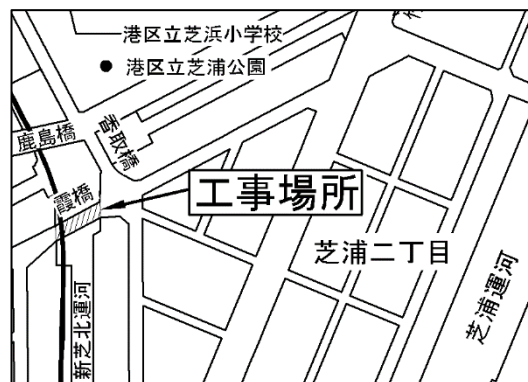 港区立芝浜小学校
港区立芝浦公園
香取橋
鹿島橋
霞橋
工事場所
芝浦二丁目
芝浦運河
新芝北運河